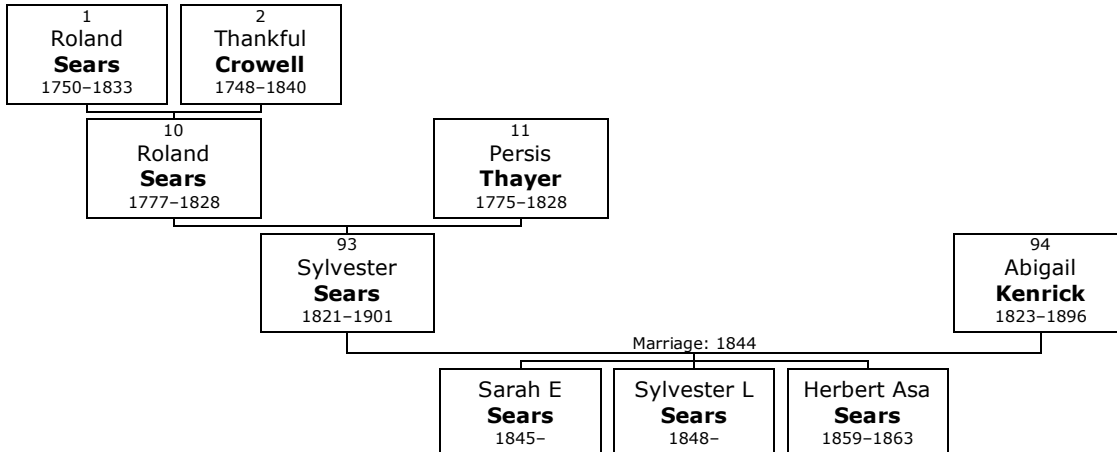 1
Roland
Sears
1750–1833
2
Thankful
Crowell
1748–1840
10
Roland
Sears
1777–1828
11
Persis
Thayer
1775–1828
93
Sylvester
Sears
1821–1901
94
Abigail
Kenrick
1823–1896
Marriage: 1844
Sarah E
Sears
1845–
Sylvester L
Sears
1848–
Herbert Asa
Sears
1859–1863